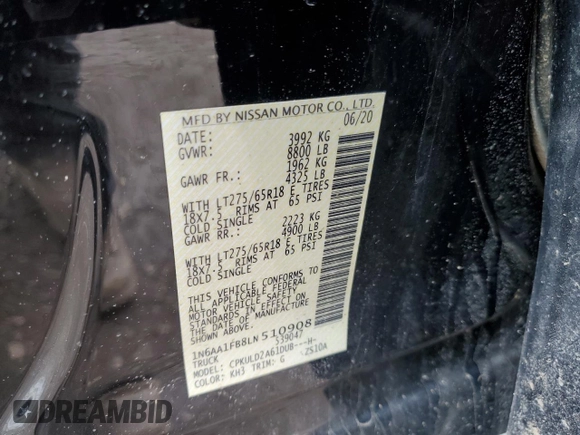 MFD BY NISSAN MOTOR CO., LTD.
DATE: 06/20
GVWR: 3992 KG
8800 LB
GAWR FR.: 1962 KG
4325 LB
WITH LT275/65R18 E TIRES
18X7.5 RIMS AT 65 PSI
COLD SINGLE
GAWR RR.: 2223 KG
4900 LB
WITH LT275/65R18 E TIRES
18X7.5 RIMS AT 65 PSI
COLD SINGLE
THIS VEHICLE CONFORMS TO
ALL APPLICABLE FEDERAL
MOTOR VEHICLE SAFETY
STANDARDS IN EFFECT ON
THE DATE OF MANUFACTURE
SHOWN ABOVE.
1N6AA1FB8LN510908
TRUCK 539047
MODEL: CPKULDZA61DUB---H-
COLOR: KH3 TRIM: G -ZS10A
DREAMBID